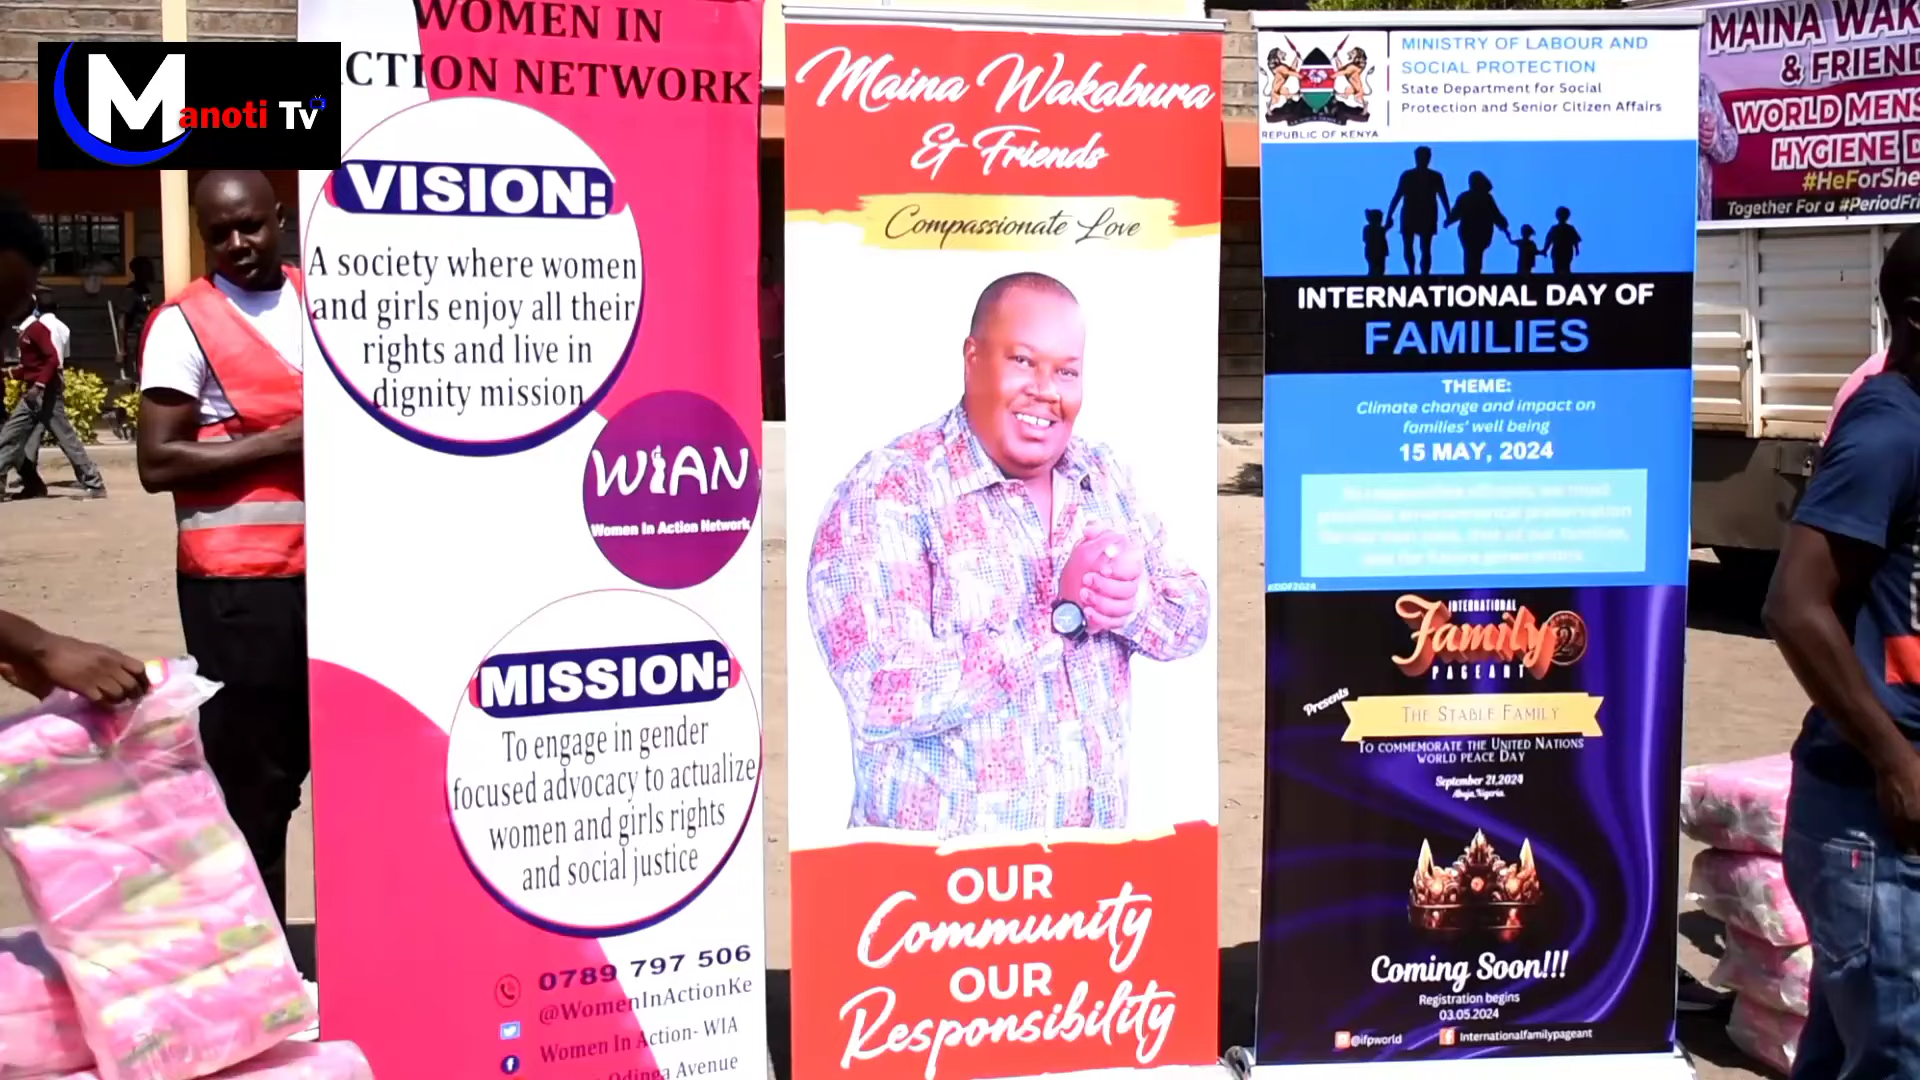 Manoti Tv
WOMEN IN
ACTION NETWORK
VISION:
A society where women
and girls enjoy all their
rights and live in
dignity mission
WIAN
Women In Action Network
MISSION:
To engage in gender
focused advocacy to actualize
women and girls rights
and social justice
0789 797 506
@WomenInActionKe
Women In Action- WIA
Odinga Avenue
Maina Wakabura
& Friends
Compassionate Love
OUR
Community
OUR
Responsibility
MINISTRY OF LABOUR AND
SOCIAL PROTECTION
State Department for Social
Protection and Senior Citizen Affairs
REPUBLIC OF KENYA
INTERNATIONAL DAY OF
FAMILIES
THEME:
Climate change and impact on
families' well being
15 MAY, 2024
#IDOF2024
INTERNATIONAL
Family 2
PAGEANT
Presents
THE STABLE FAMILY
TO COMMEMORATE THE UNITED NATIONS
WORLD PEACE DAY
September 21,2024
Abuja, Nigeria.
Coming Soon!!!
Registration begins
03.05.2024
@ifpworld
Internationalfamilypageant
MAINA WAK
& FRIEND
WORLD MENS
HYGIENE D
#HeForShe
Together For a #PeriodFri